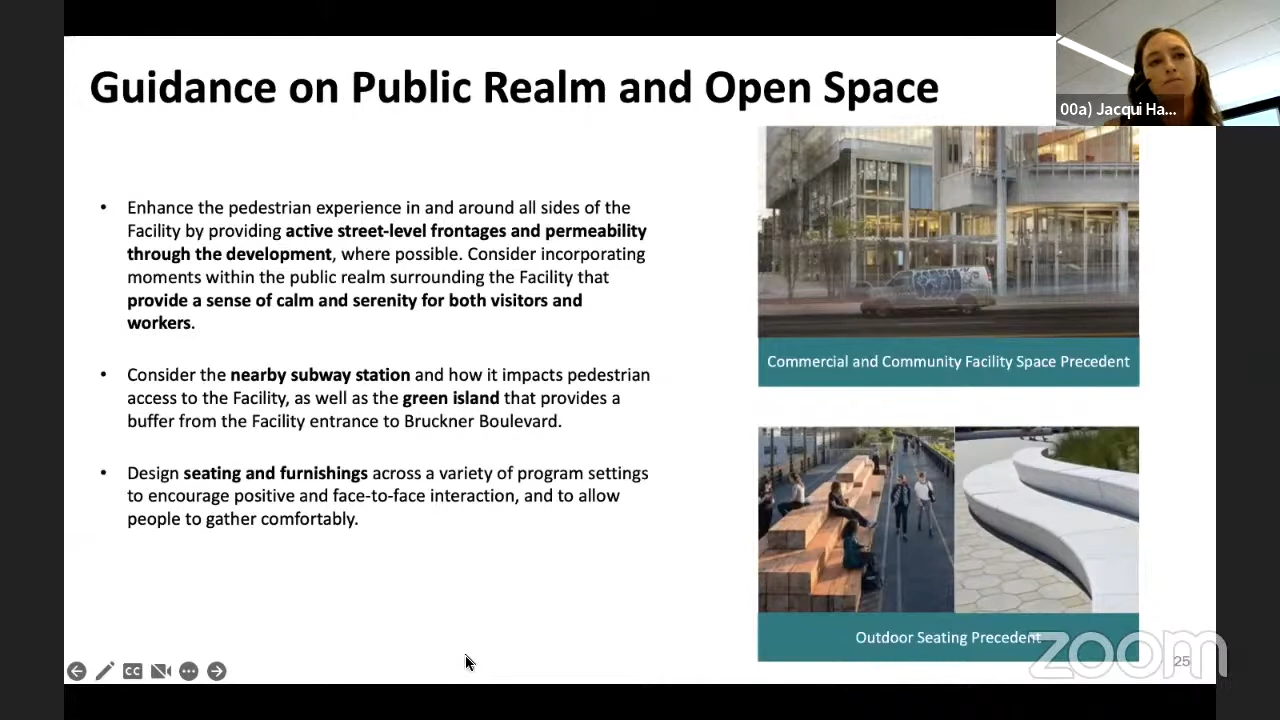 Guidance on Public Realm and Open Space
00a) Jacqui Ha...
• Enhance the pedestrian experience in and around all sides of the
Facility by providing active street-level frontages and permeability
through the development, where possible. Consider incorporating
moments within the public realm surrounding the Facility that
provide a sense of calm and serenity for both visitors and
workers.
• Consider the nearby subway station and how it impacts pedestrian
access to the Facility, as well as the green island that provides a
buffer from the Facility entrance to Bruckner Boulevard.
• Design seating and furnishings across a variety of program settings
to encourage positive and face-to-face interaction, and to allow
people to gather comfortably.
Commercial and Community Facility Space Precedent
Outdoor Seating Precedent
CC
zoom
25